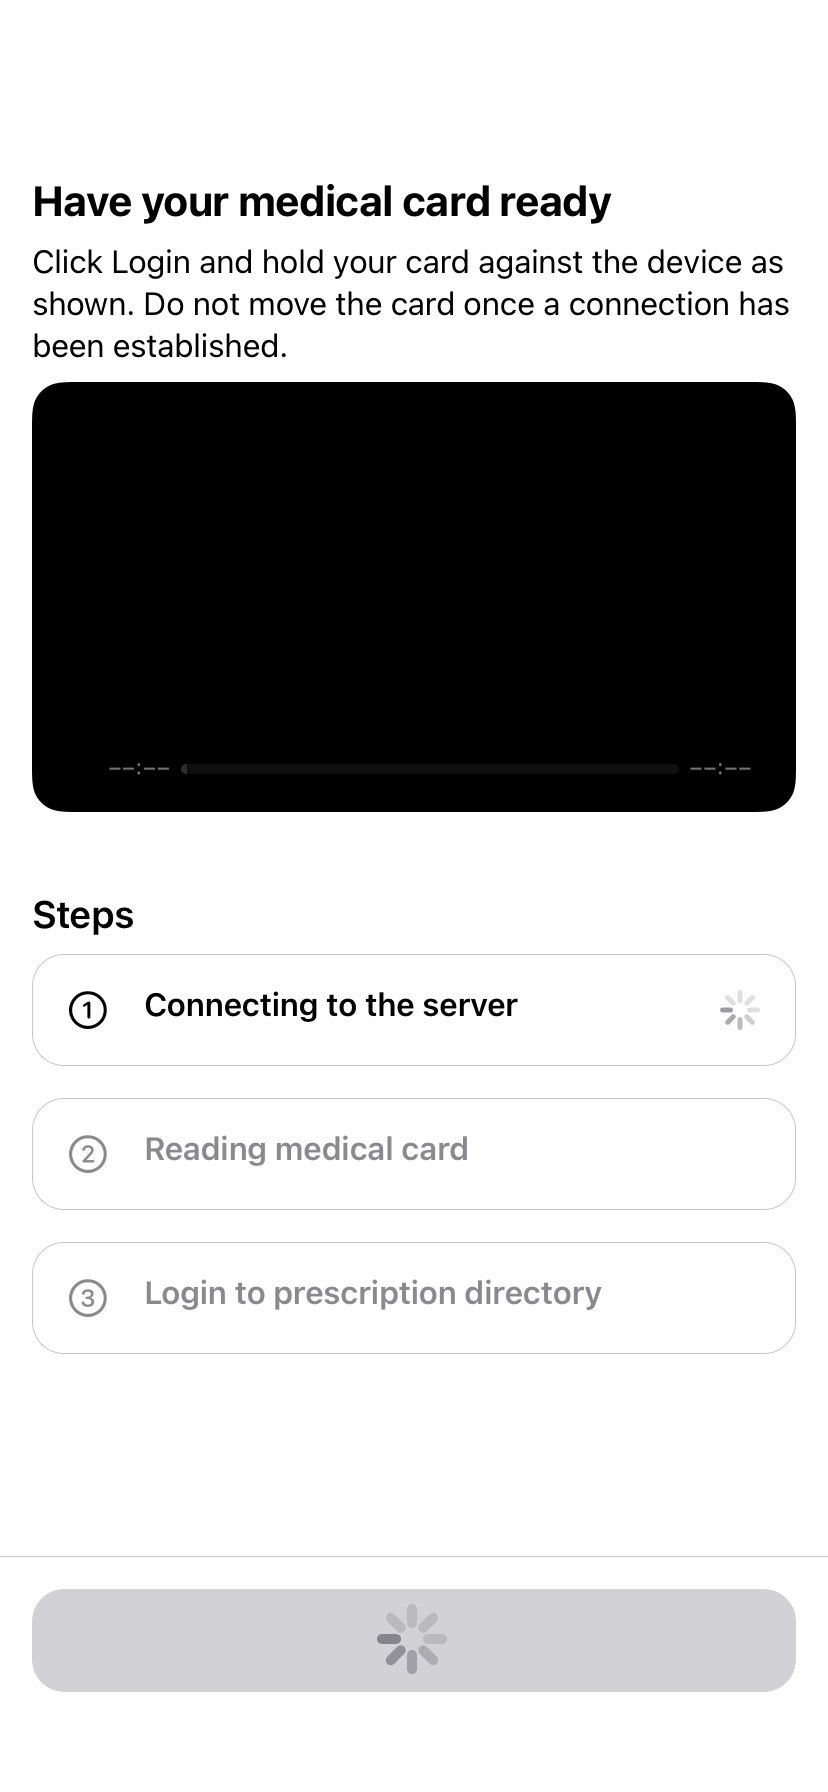 Have your medical card ready
Click Login and hold your card against the device as
shown. Do not move the card once a connection has
been established.
--:-- --:--
Steps
1 Connecting to the server
2 Reading medical card
3 Login to prescription directory